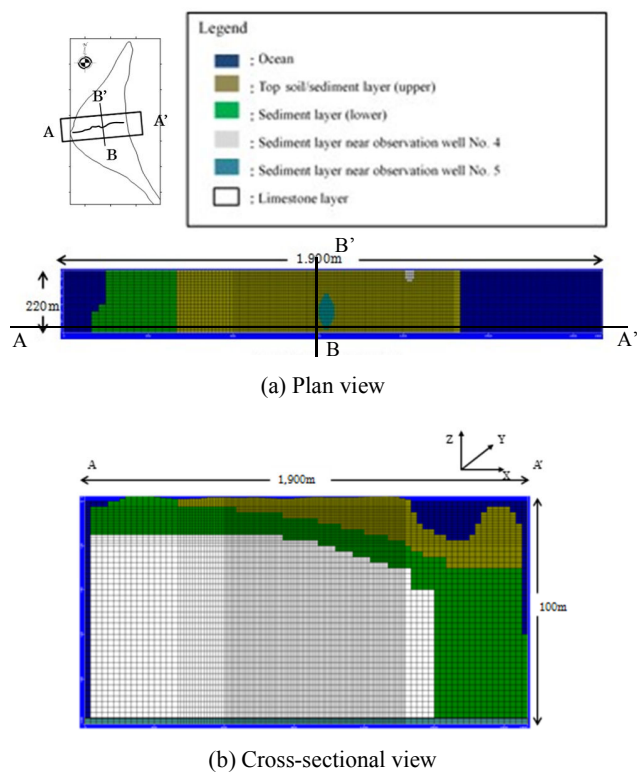 Legend
: Ocean
: Top soil/sediment layer (upper)
: Sediment layer (lower)
: Sediment layer near observation well No. 4
: Sediment layer near observation well No. 5
: Limestone layer
B'
A
A'
B
B'
1.900m
220m
A
A'
B
(a) Plan view
Z
Y
X
A
A'
1,900m
100m
(b) Cross-sectional view